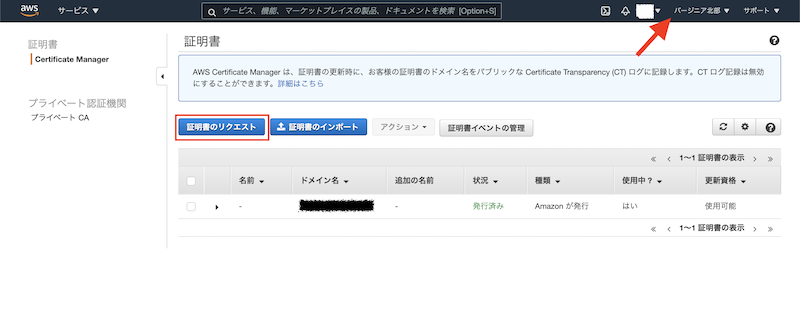 aws サービス サービス、機能、マーケットプレイスの製品、ドキュメントを検索 [Option+S] バージニア北部 サポート
証明書
Certificate Manager
プライベート認証機関
プライベート CA
証明書
AWS Certificate Manager は、証明書の更新時に、お客様の証明書のドメイン名をパブリックな Certificate Transparency (CT) ログに記録します。CT ログ記録は無効
にすることができます。詳細はこちら
証明書のリクエスト 証明書のインポート アクション 証明書イベントの管理
« ‹ 1〜1 証明書の表示 › »
名前 ドメイン名 追加の名前 状況 種類 使用中？ 更新資格
- - 発行済み Amazon が発行 はい 使用可能
« ‹ 1〜1 証明書の表示 › »